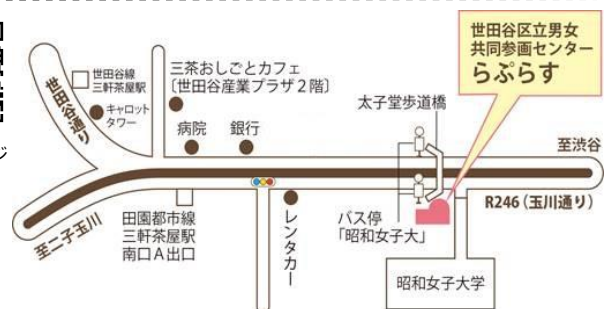 世田谷区立男女
共同参画センター
らぷらす
三茶おしごとカフェ
〔世田谷産業プラザ２階〕
世田谷線
三軒茶屋駅
キャロット
タワー
世田谷通り
病院
銀行
太子堂歩道橋
至渋谷
R246（玉川通り）
至二子玉川
田園都市線
三軒茶屋駅
南口Ａ出口
レンタカー
バス停
「昭和女子大」
昭和女子大学
ジ